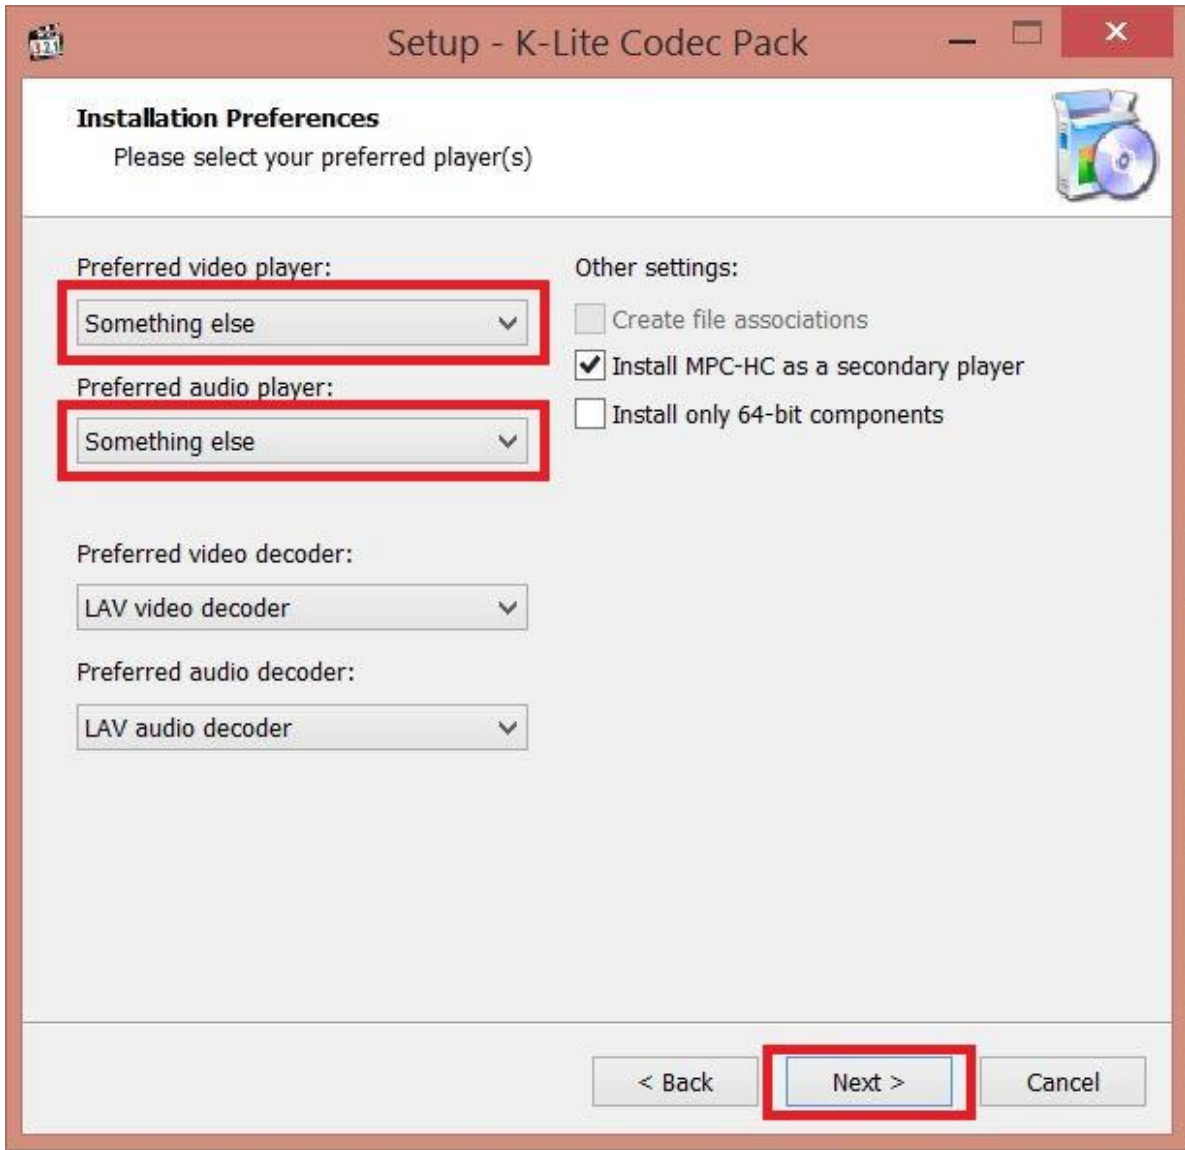 Setup - K-Lite Codec Pack
Installation Preferences
Please select your preferred player(s)
Preferred video player:
Something else
Preferred audio player:
Something else
Other settings:
Create file associations
Install MPC-HC as a secondary player
Install only 64-bit components
Preferred video decoder:
LAV video decoder
Preferred audio decoder:
LAV audio decoder
< Back
Next >
Cancel